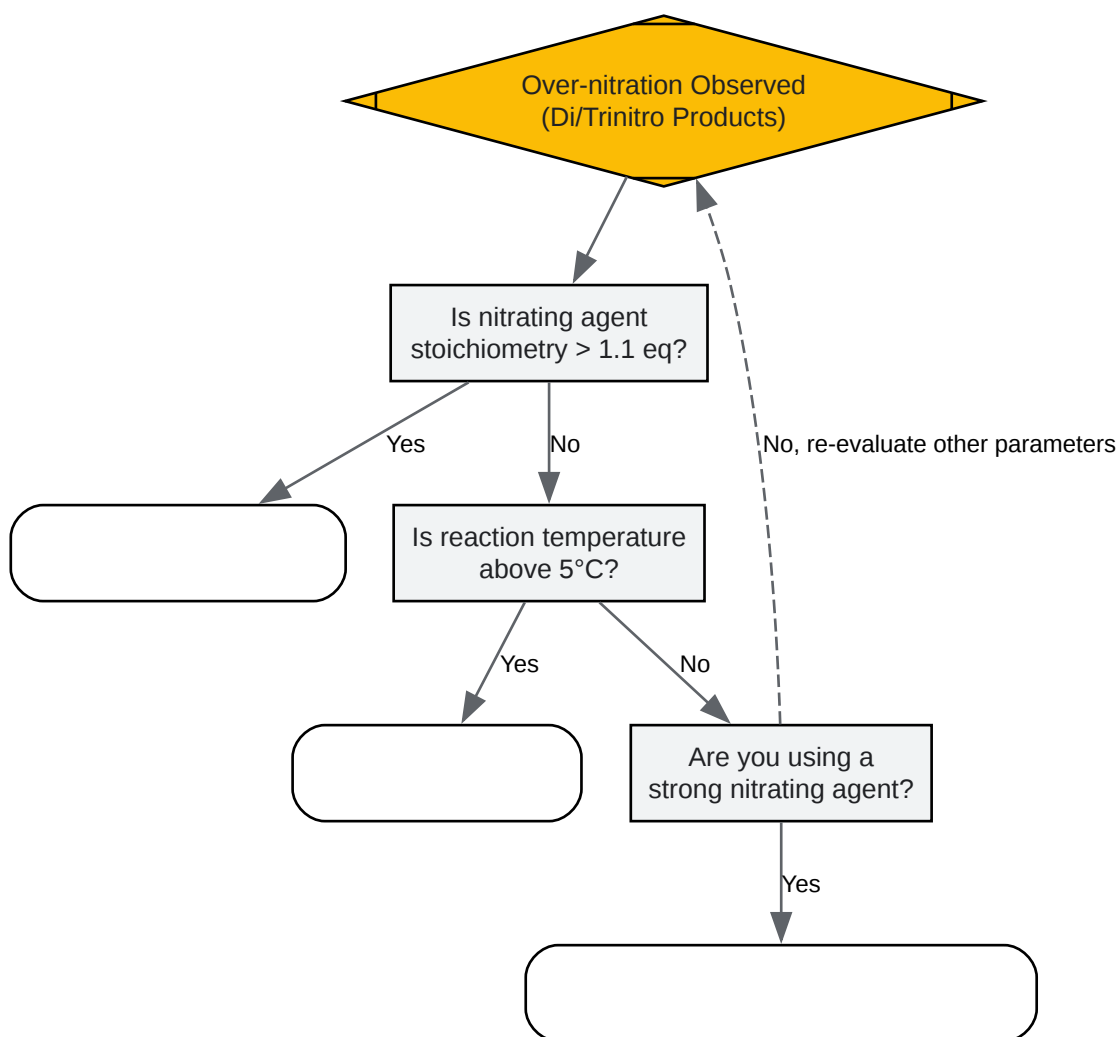 Over-nitration Observed
(Di/Trinitro Products)
Is nitrating agent
stoichiometry > 1.1 eq?
Yes
No
No, re-evaluate other parameters
Is reaction temperature
above 5°C?
Yes
No
Are you using a
strong nitrating agent?
Yes